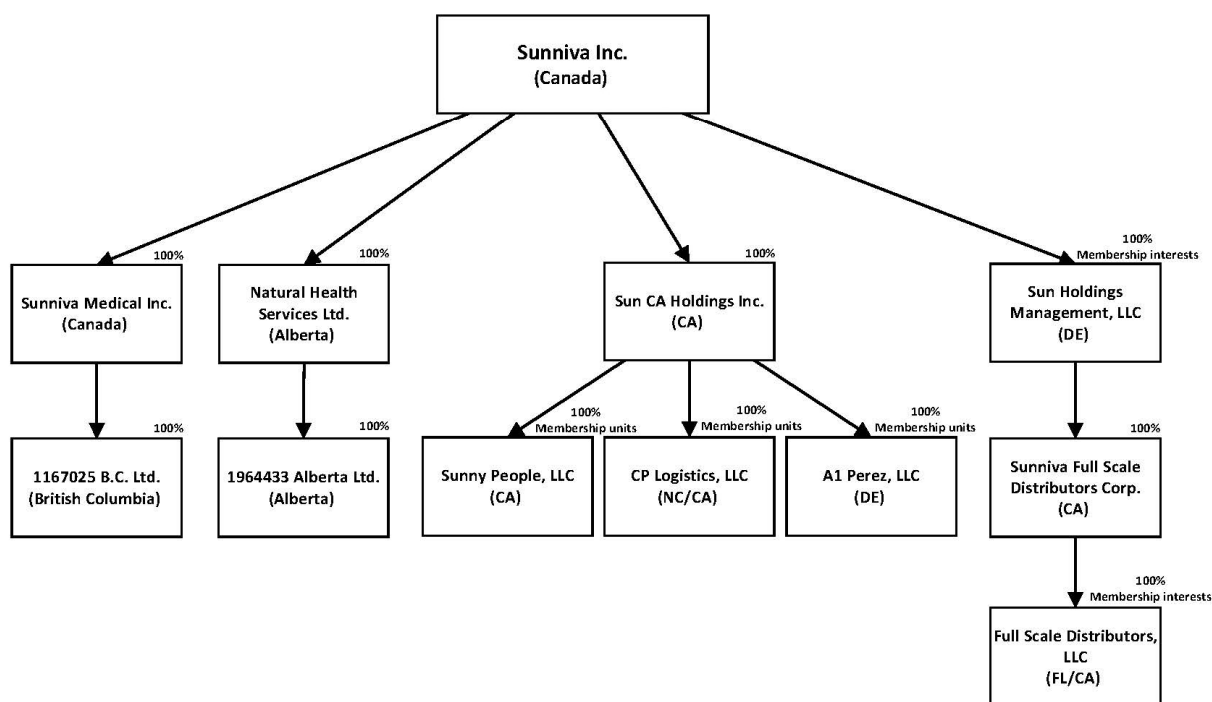 Sunniva Inc.
(Canada)
100%
100%
100%
100%
Membership interests
Sunniva Medical Inc.
(Canada)
Natural Health
Services Ltd.
(Alberta)
Sun CA Holdings Inc.
(CA)
Sun Holdings
Management, LLC
(DE)
100%
100%
100%
Membership units
100%
Membership units
100%
Membership units
100%
1167025 B.C. Ltd.
(British Columbia)
1964433 Alberta Ltd.
(Alberta)
Sunny People, LLC
(CA)
CP Logistics, LLC
(NC/CA)
A1 Perez, LLC
(DE)
Sunniva Full Scale
Distributors Corp.
(CA)
100%
Membership interests
Full Scale Distributors,
LLC
(FL/CA)